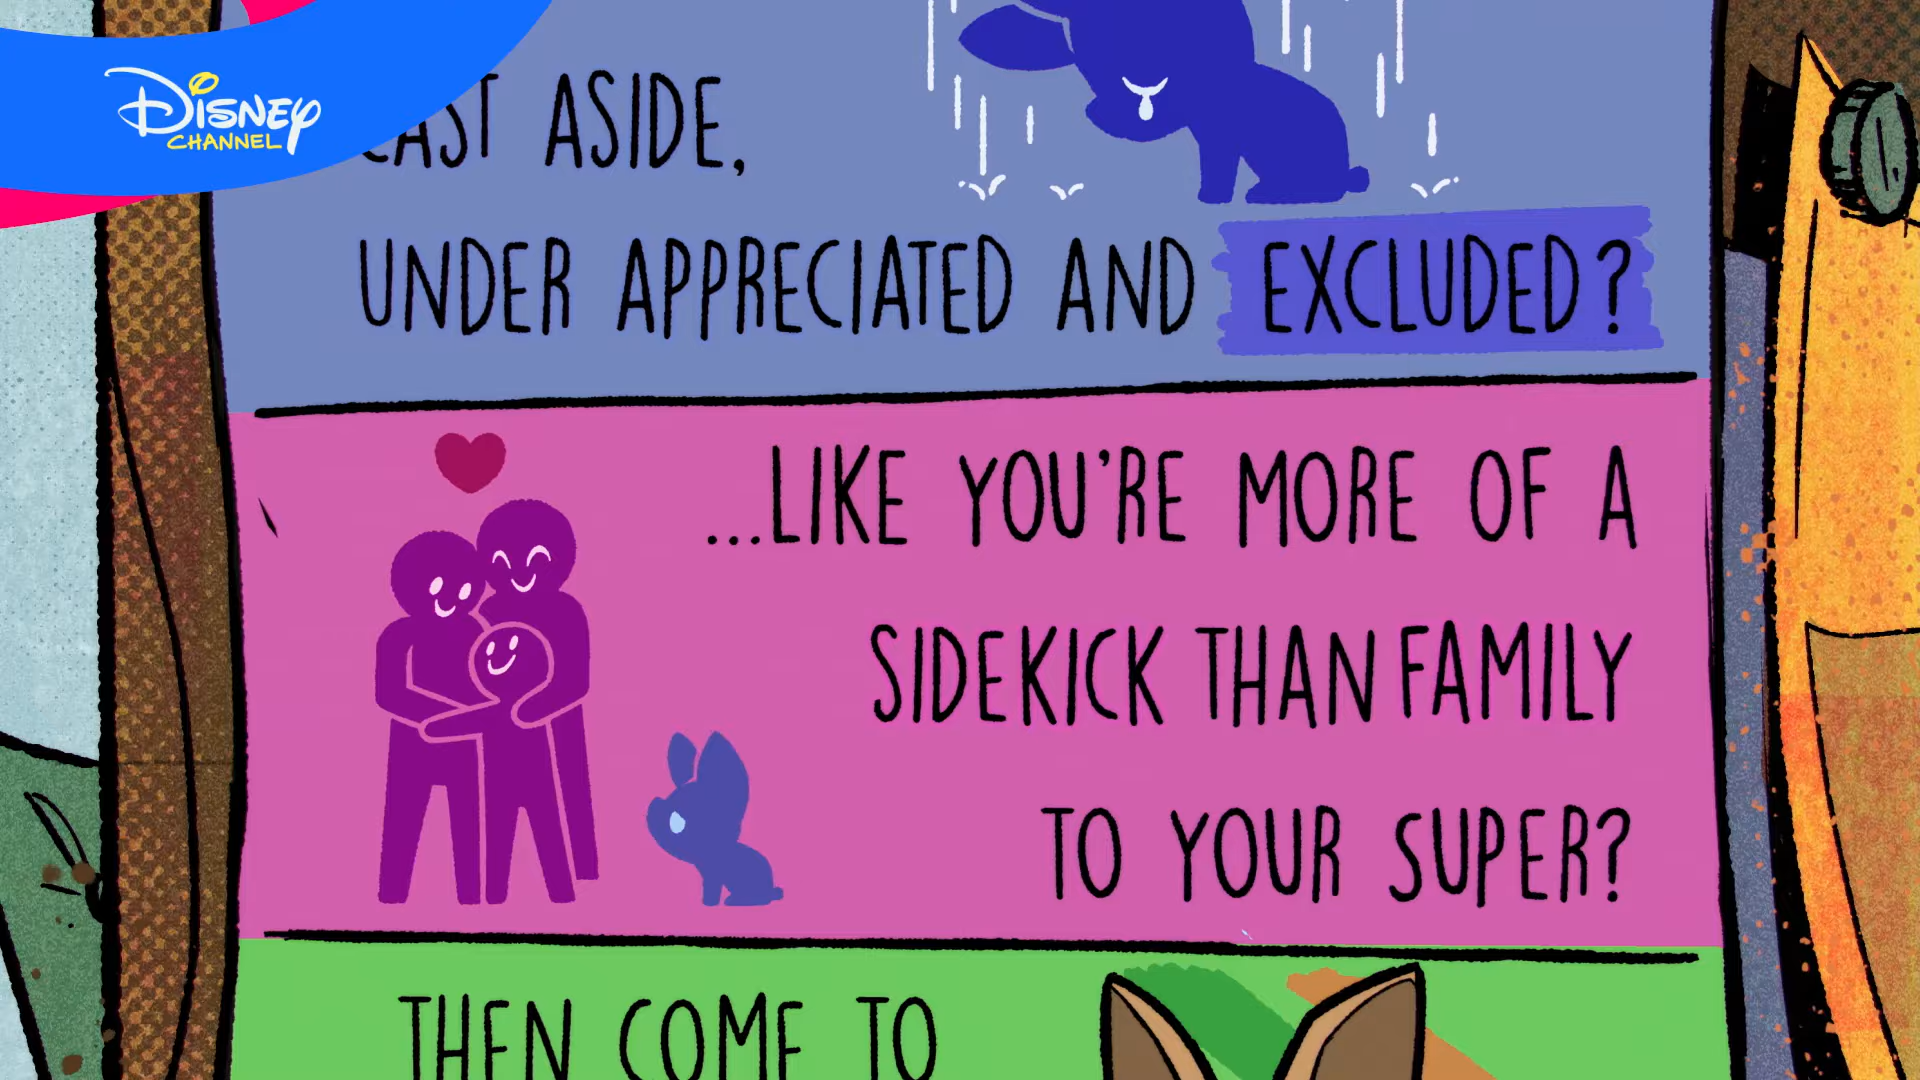 DISNEY
CHANNEL
CAST ASIDE,
UNDER APPRECIATED AND EXCLUDED?
...LIKE YOU'RE MORE OF A
SIDEKICK THAN FAMILY
TO YOUR SUPER?
THEN COME TO